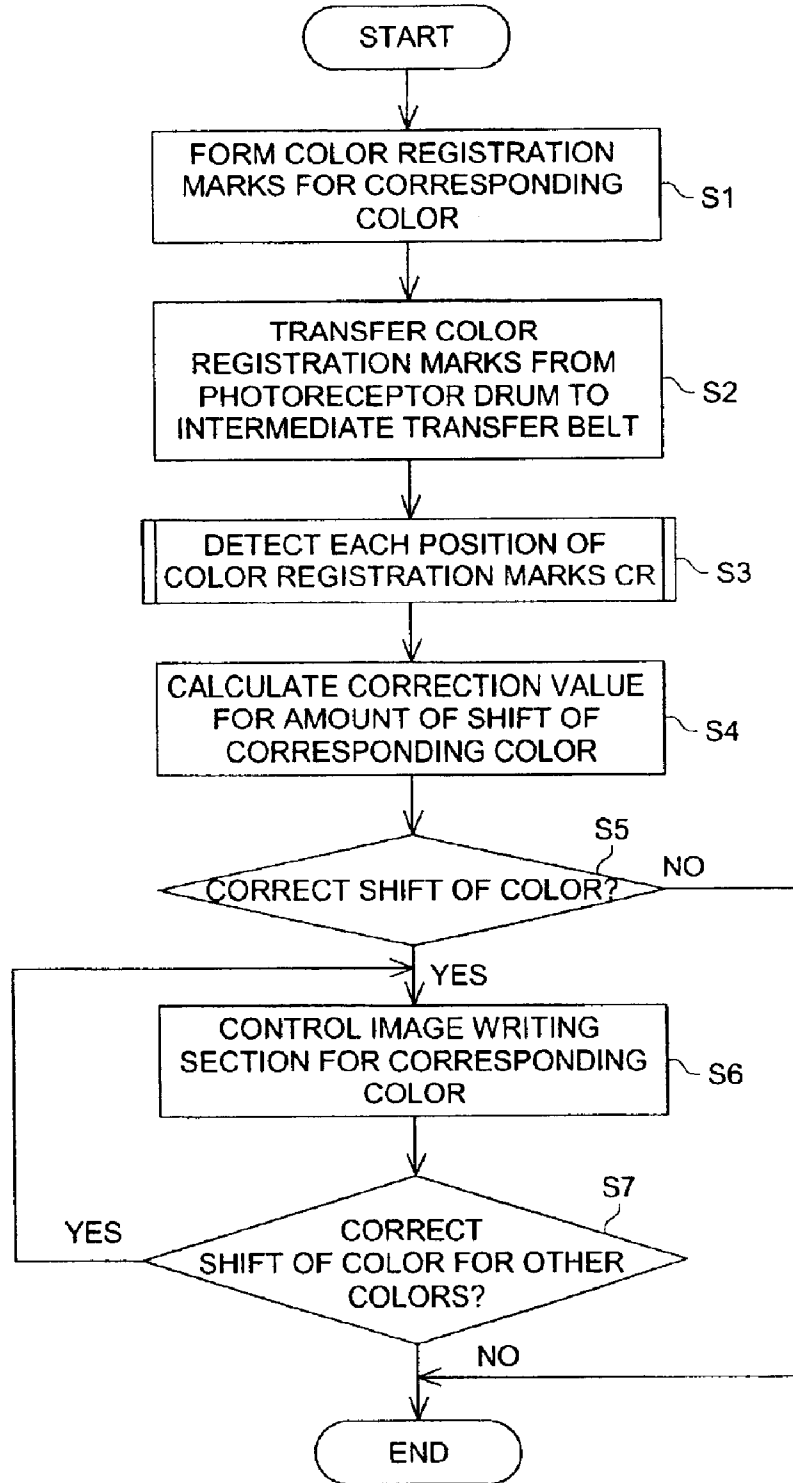 START
FORM COLOR REGISTRATION
MARKS FOR CORRESPONDING
COLOR
S1
TRANSFER COLOR
REGISTRATION MARKS FROM
PHOTORECEPTOR DRUM TO
INTERMEDIATE TRANSFER BELT
S2
DETECT EACH POSITION OF
COLOR REGISTRATION MARKS CR
S3
CALCULATE CORRECTION VALUE
FOR AMOUNT OF SHIFT OF
CORRESPONDING COLOR
S4
S5
CORRECT SHIFT OF COLOR?
NO
YES
CONTROL IMAGE WRITING
SECTION FOR CORRESPONDING
COLOR
S6
S7
YES
CORRECT
SHIFT OF COLOR FOR OTHER
COLORS?
NO
END